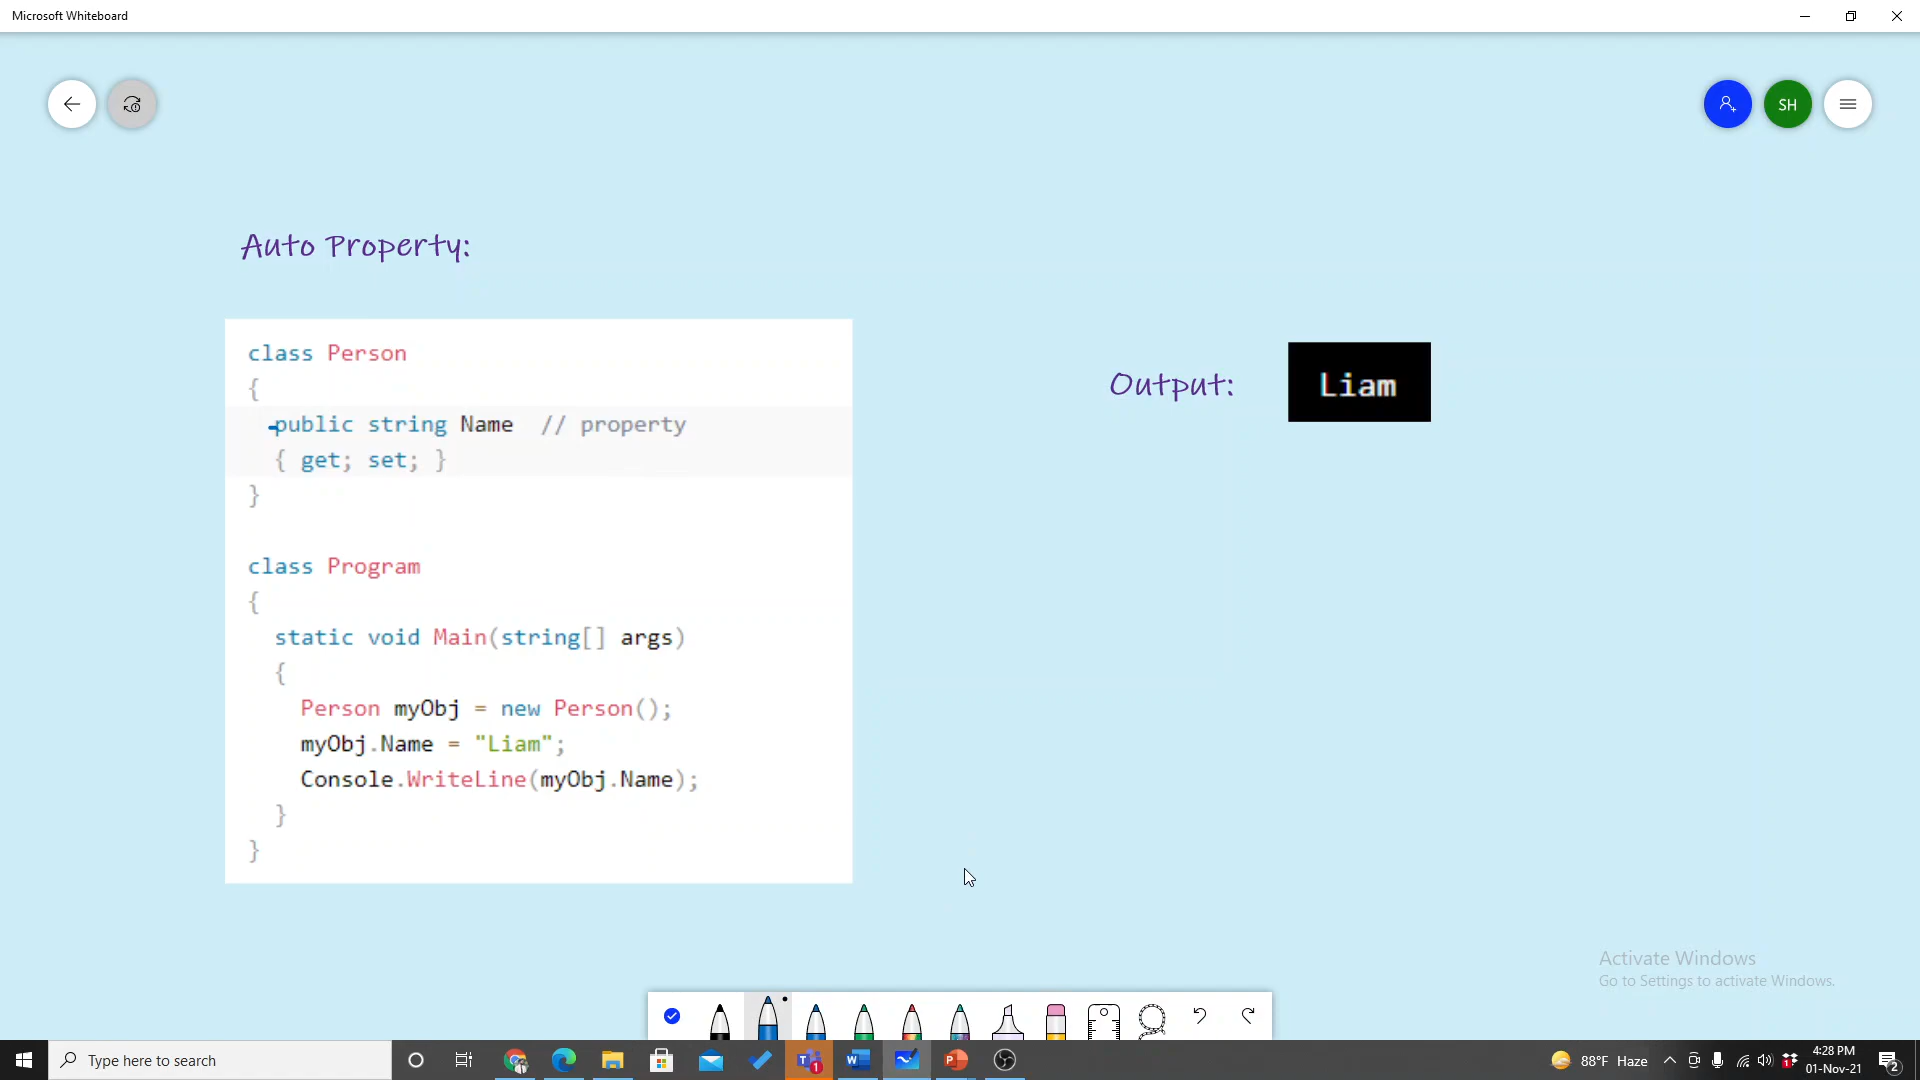 Microsoft Whiteboard
SH
Auto Property:
class Person
{
public string Name // property
{ get; set; }
}
class Program
{
static void Main(string[] args)
{
Person myObj = new Person();
myObj.Name = "Liam";
Console.WriteLine(myObj.Name);
}
}
Output:
Liam
Activate Windows
Go to Settings to activate Windows.
Type here to search
88°F Haze
4:28 PM
01-Nov-21
1
2